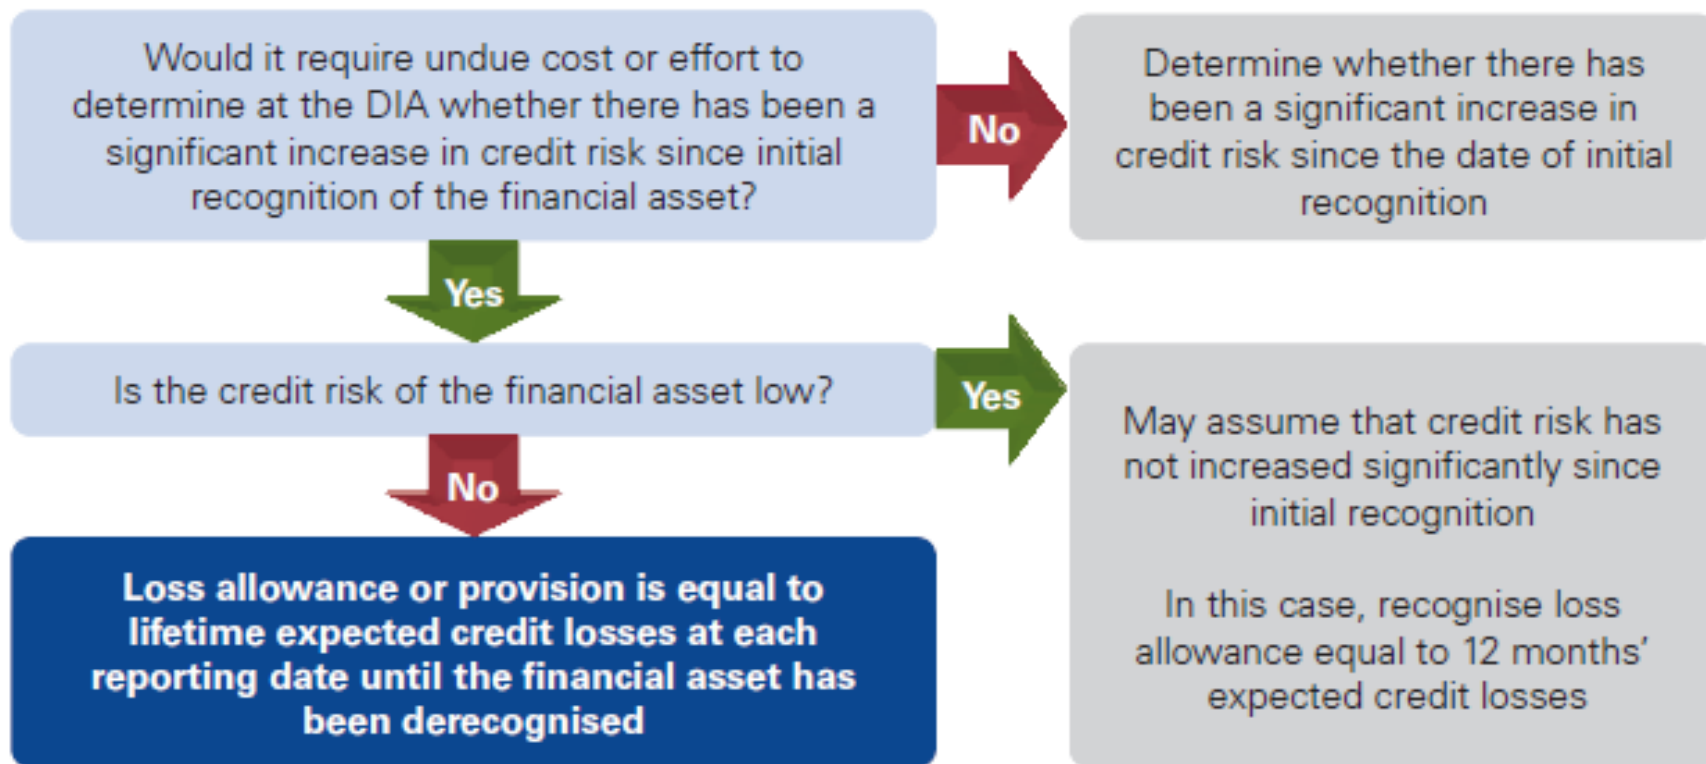 Would it require undue cost or effort to
determine at the DIA whether there has been a
significant increase in credit risk since initial
recognition of the financial asset?
No
Determine whether there has
been a significant increase in
credit risk since the date of initial
recognition
Yes
Is the credit risk of the financial asset low?
Yes
May assume that credit risk has
not increased significantly since
initial recognition
In this case, recognise loss
allowance equal to 12 months'
expected credit losses
No
Loss allowance or provision is equal to
lifetime expected credit losses at each
reporting date until the financial asset has
been derecognised